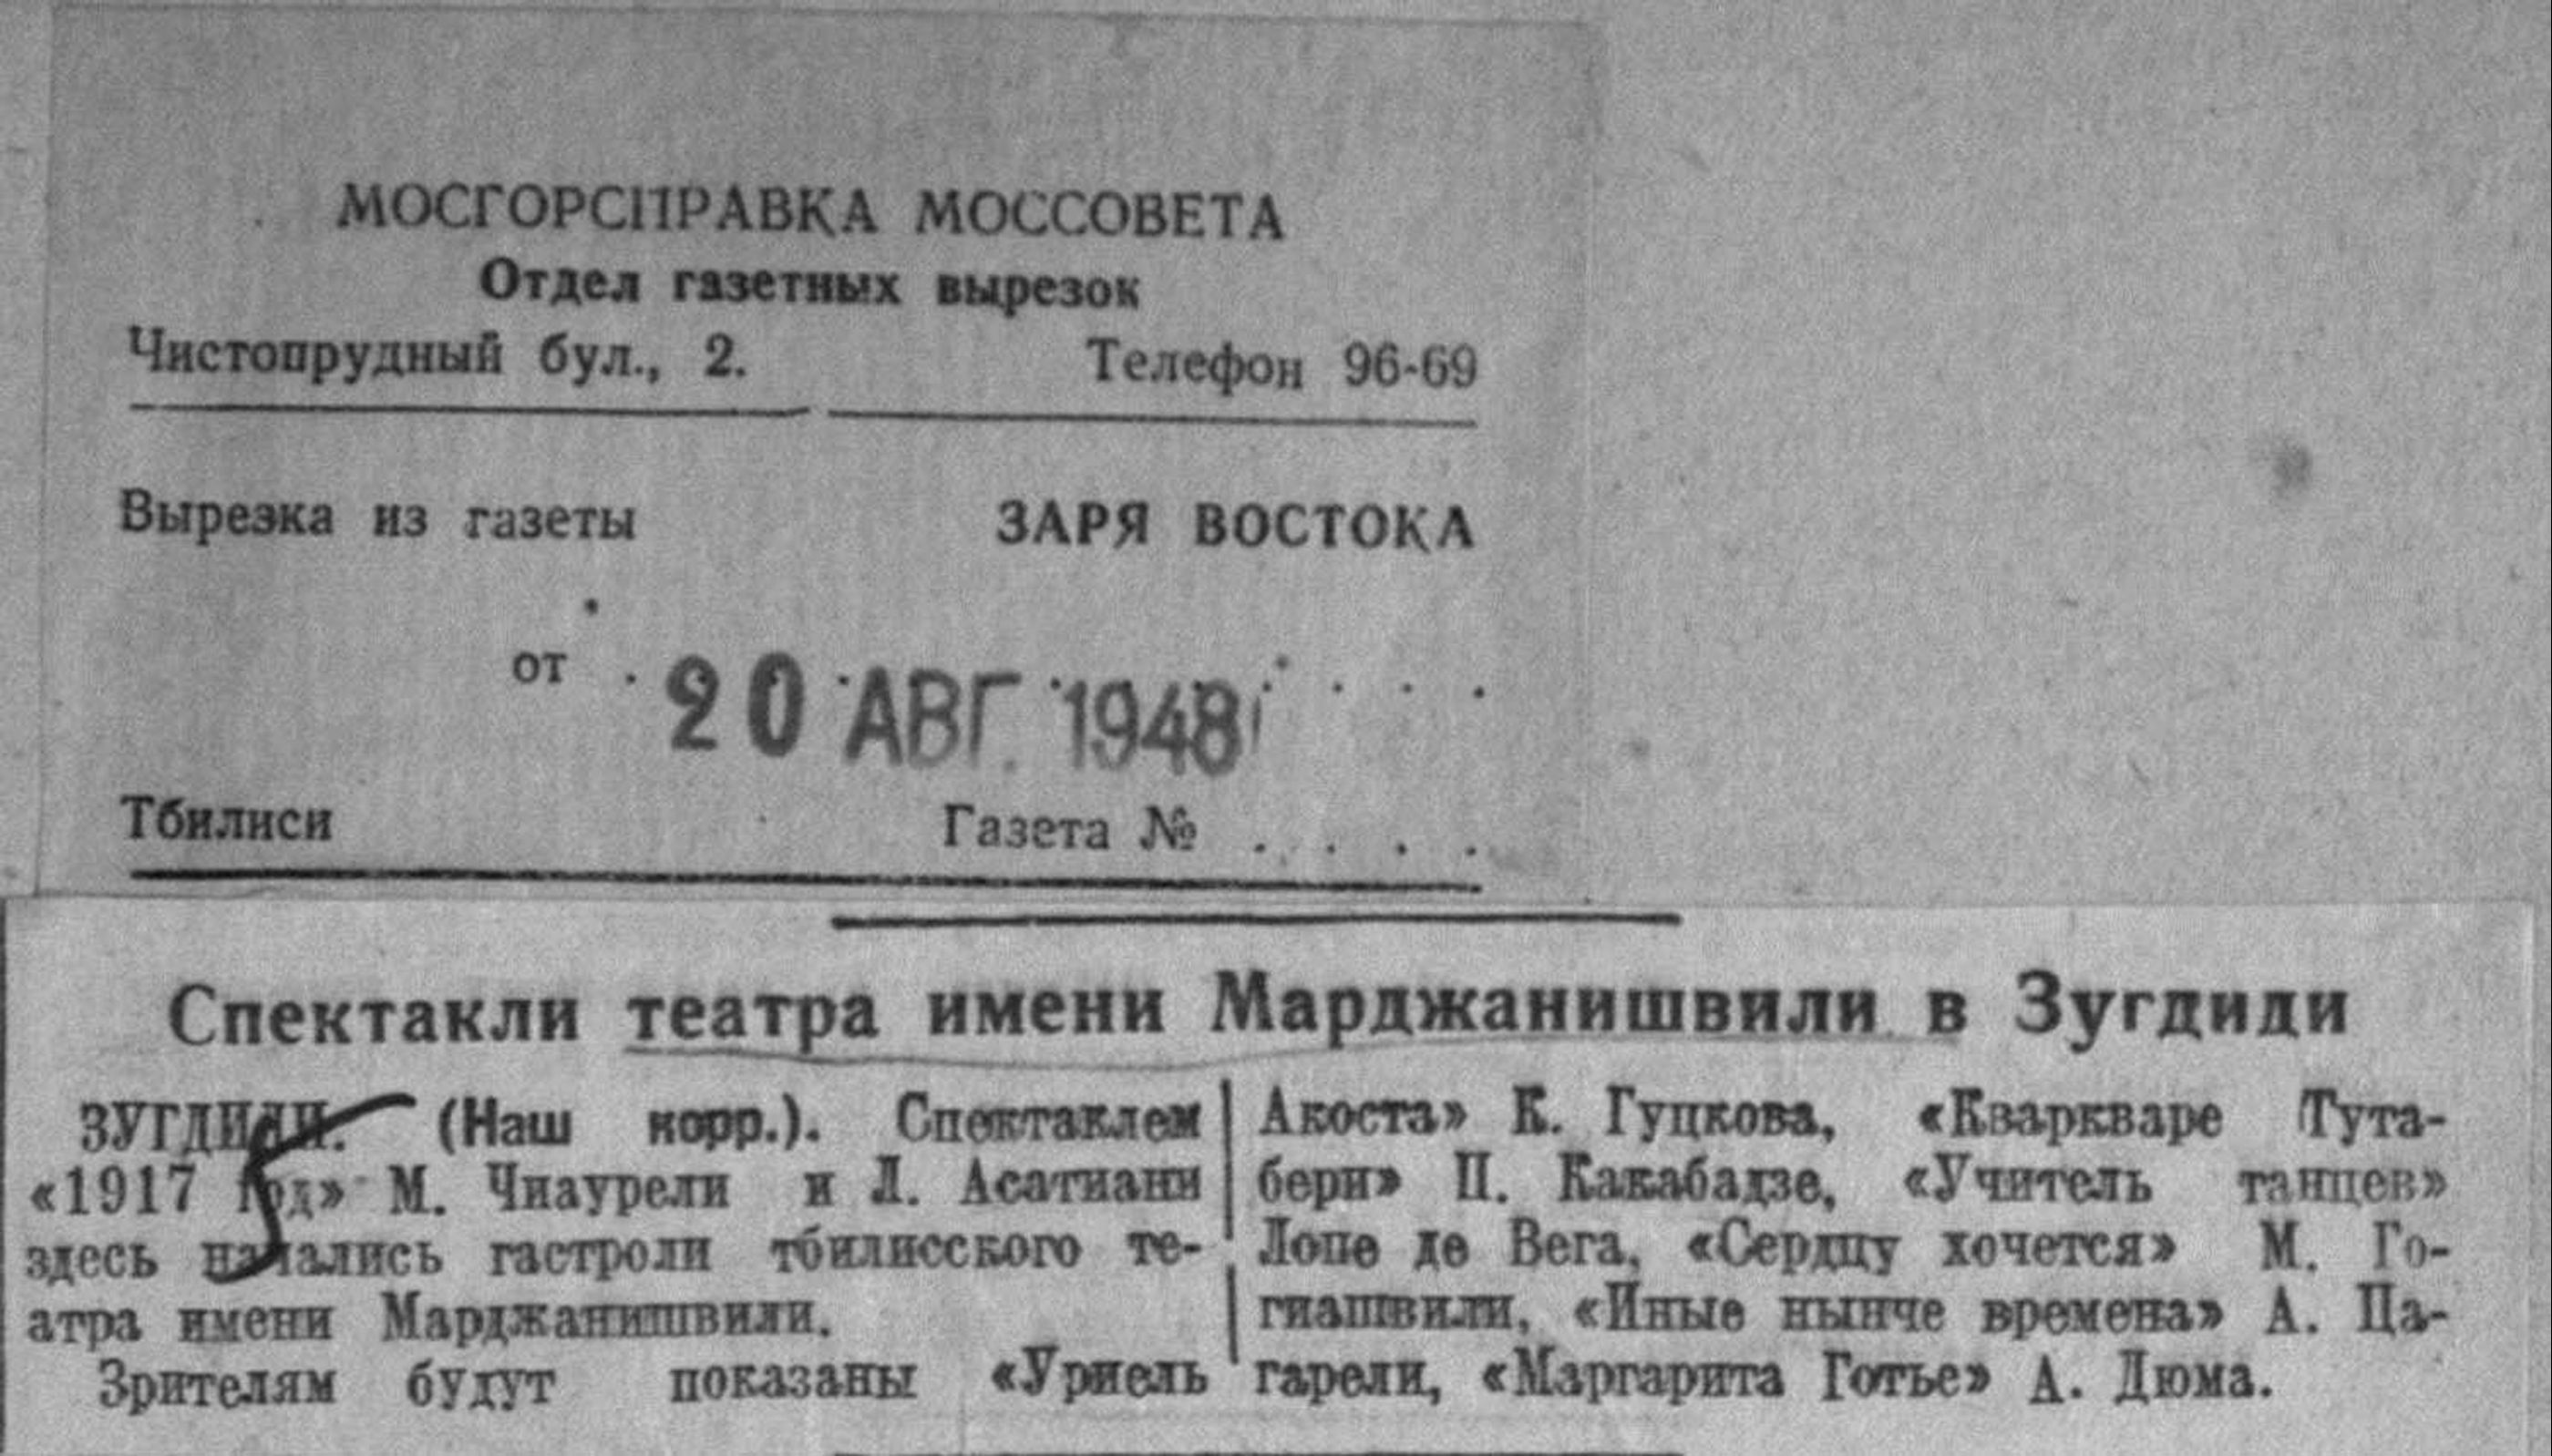 МОСГОРСПРАВКА МОССОВЕТА
Отдел газетных вырезок
Чистопрудный бул., 2. Телефон 96-69
Вырезка из газеты ЗАРЯ ВОСТОКА
от . 20 АВГ. 1948 . . . .
Тбилиси Газета № . . . .
Спектакли театра имени Марджанишвили в Зугдиди
ЗУГДИДИ. (Наш корр.). Спектаклем
«1917 год» М. Чиаурели и Л. Асатиани
здесь начались гастроли тбилисского те-
атра имени Марджанишвили.
Зрителям будут показаны «Уриель
Акоста» К. Гуцкова, «Кваркваре Тута-
бери» П. Какабадзе, «Учитель танцев»
Лопе де Вега, «Сердцу хочется» М. Го-
гиашвили, «Иные нынче времена» А. Ца-
гарели, «Маргарита Готье» А. Дюма.